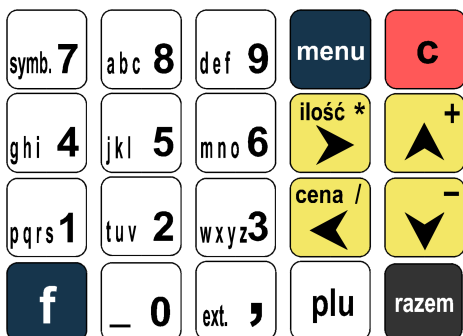 symb. 7 abc 8 def 9 menu c
ghi 4 jkl 5 mno 6 ilość * +
pqrs 1 tuv 2 wxyz 3 cena / −
f _ 0 ext. , plu razem